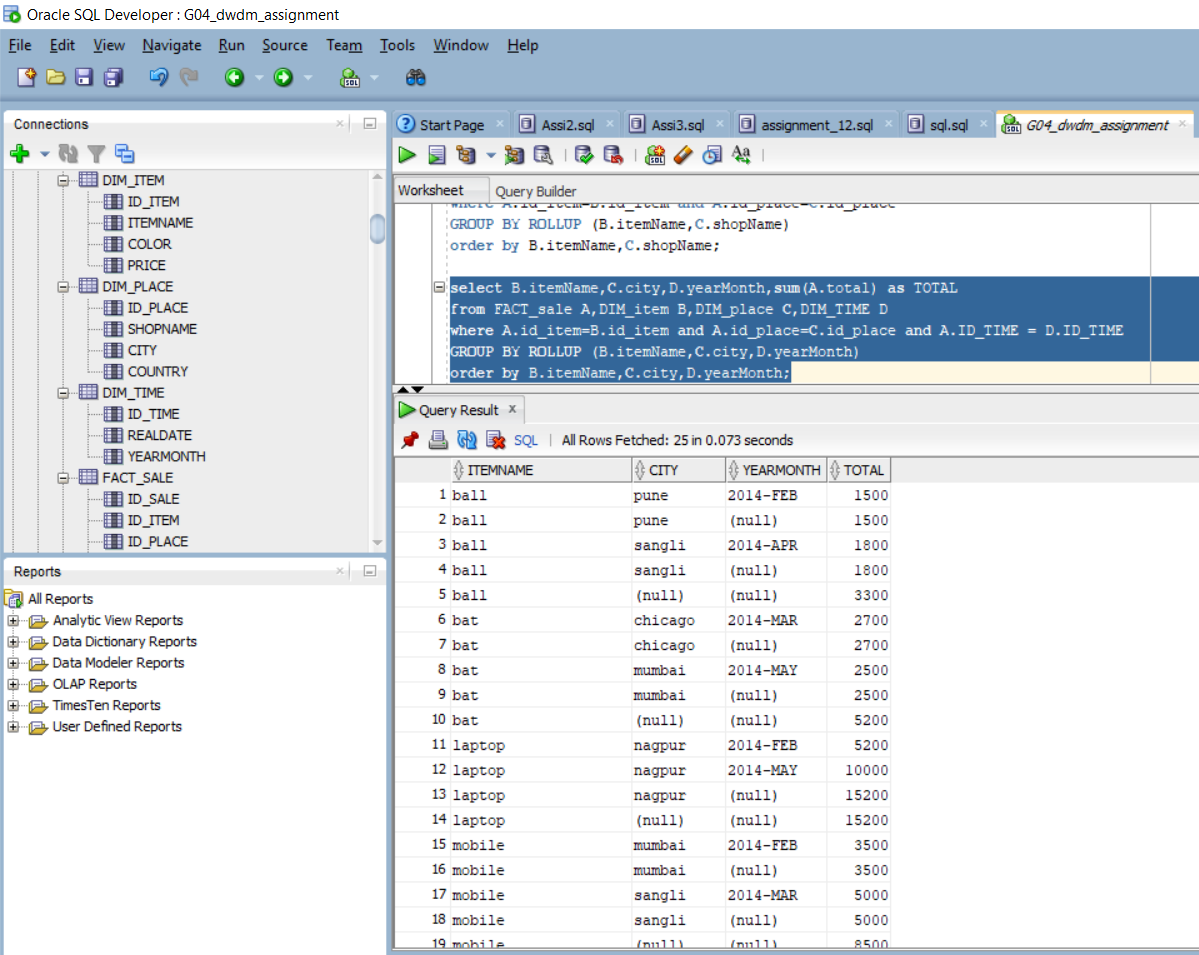 Oracle SQL Developer : G04_dwdm_assignment
File Edit View Navigate Run Source Team Tools Window Help
Connections
DIM_ITEM
ID_ITEM
ITEMNAME
COLOR
PRICE
DIM_PLACE
ID_PLACE
SHOPNAME
CITY
COUNTRY
DIM_TIME
ID_TIME
REALDATE
YEARMONTH
FACT_SALE
ID_SALE
ID_ITEM
ID_PLACE
Reports
All Reports
Analytic View Reports
Data Dictionary Reports
Data Modeler Reports
OLAP Reports
TimesTen Reports
User Defined Reports
Start Page Assi2.sql Assi3.sql assignment_12.sql sql.sql G04_dwdm_assignment
Worksheet Query Builder
where A.id_item=B.id_item and A.id_place=C.id_place
GROUP BY ROLLUP (B.itemName,C.shopName)
order by B.itemName,C.shopName;
select B.itemName,C.city,D.yearMonth,sum(A.total) as TOTAL
from FACT_sale A,DIM_item B,DIM_place C,DIM_TIME D
where A.id_item=B.id_item and A.id_place=C.id_place and A.ID_TIME = D.ID_TIME
GROUP BY ROLLUP (B.itemName,C.city,D.yearMonth)
order by B.itemName,C.city,D.yearMonth;
Query Result
SQL | All Rows Fetched: 25 in 0.073 seconds
ITEMNAME CITY YEARMONTH TOTAL
1 ball pune 2014-FEB 1500
2 ball pune (null) 1500
3 ball sangli 2014-APR 1800
4 ball sangli (null) 1800
5 ball (null) (null) 3300
6 bat chicago 2014-MAR 2700
7 bat chicago (null) 2700
8 bat mumbai 2014-MAY 2500
9 bat mumbai (null) 2500
10 bat (null) (null) 5200
11 laptop nagpur 2014-FEB 5200
12 laptop nagpur 2014-MAY 10000
13 laptop nagpur (null) 15200
14 laptop (null) (null) 15200
15 mobile mumbai 2014-FEB 3500
16 mobile mumbai (null) 3500
17 mobile sangli 2014-MAR 5000
18 mobile sangli (null) 5000
19 mobile (null) (null) 8500